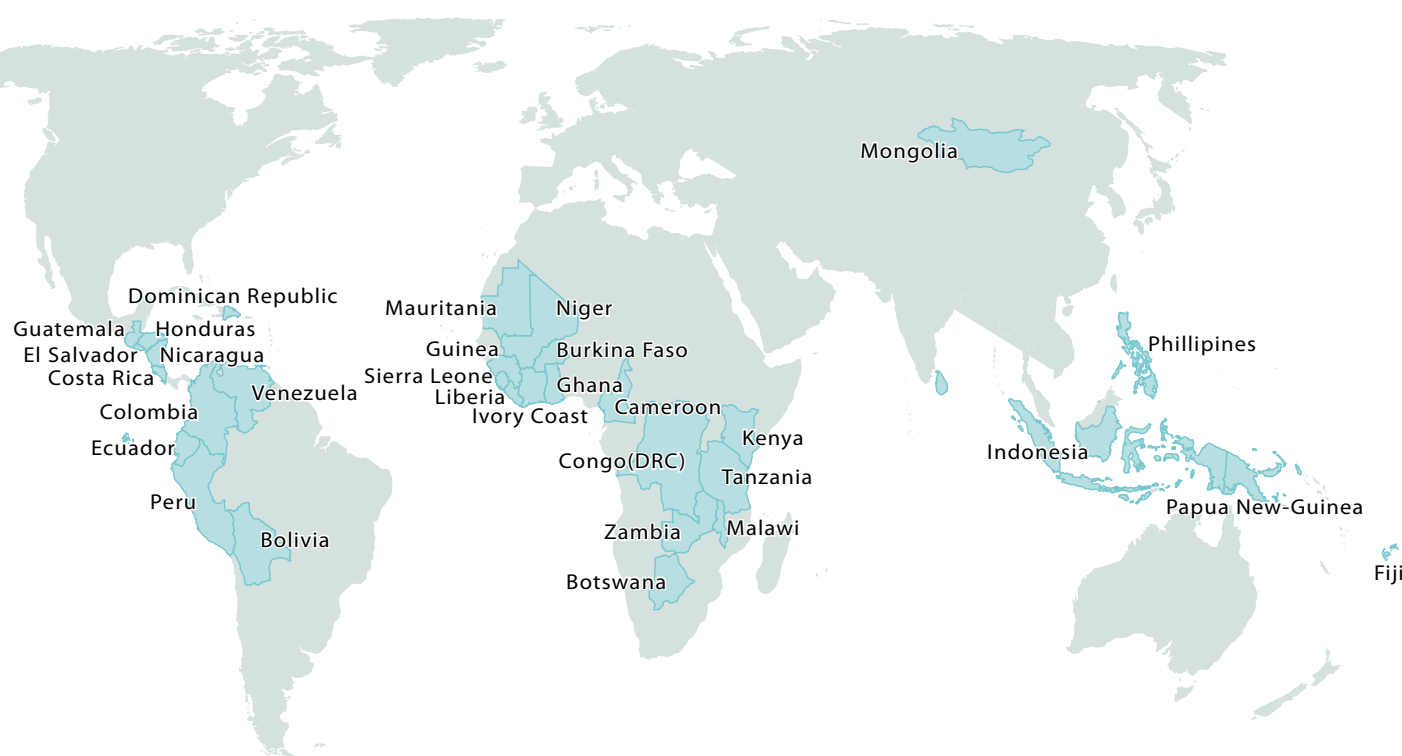 Mongolia
Dominican Republic
Guatemala
Honduras
El Salvador
Nicaragua
Costa Rica
Venezuela
Colombia
Ecuador
Peru
Bolivia
Mauritania
Niger
Guinea
Burkina Faso
Sierra Leone
Ghana
Liberia
Ivory Coast
Cameroon
Kenya
Congo(DRC)
Tanzania
Zambia
Malawi
Botswana
Phillipines
Indonesia
Papua New-Guinea
Fiji